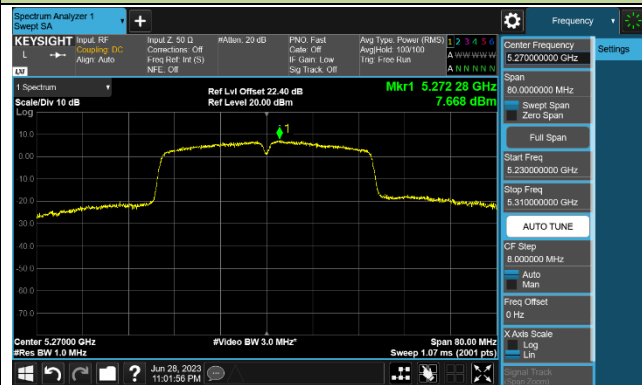 Spectrum Analyzer 1
Swept SA
Frequency
KEYSIGHT
Input: RF
Coupling: DC
Align: Auto
Input Z: 50 Ω
Corrections: Off
Freq Ref: Int (S)
NFE: Off
#Atten: 20 dB
PNO: Fast
Gate: Off
IF Gain: Low
Sig Track: Off
Avg Type: Power (RMS)
Avg|Hold: 100/100
Trig: Free Run
1 2 3 4 5 6
A W W W W W
A N N N N N
L
LXI
Center Frequency
5.270000000 GHz
Settings
Span
80.0000000 MHz
Swept Span
Zero Span
Full Span
Start Freq
5.230000000 GHz
Stop Freq
5.310000000 GHz
AUTO TUNE
CF Step
8.000000 MHz
Auto
Man
Freq Offset
0 Hz
X Axis Scale
Log
Lin
Signal Track
(Span Zoom)
1 Spectrum
Scale/Div 10 dB
Log
Ref Lvl Offset 22.40 dB
Ref Level 20.00 dBm
Mkr1 5.272 28 GHz
7.668 dBm
1
10.0
0.00
-10.0
-20.0
-30.0
-40.0
-50.0
-60.0
-70.0
Center 5.27000 GHz
#Res BW 1.0 MHz
#Video BW 3.0 MHz*
Span 80.00 MHz
Sweep 1.07 ms (2001 pts)
Jun 28, 2023
11:01:56 PM